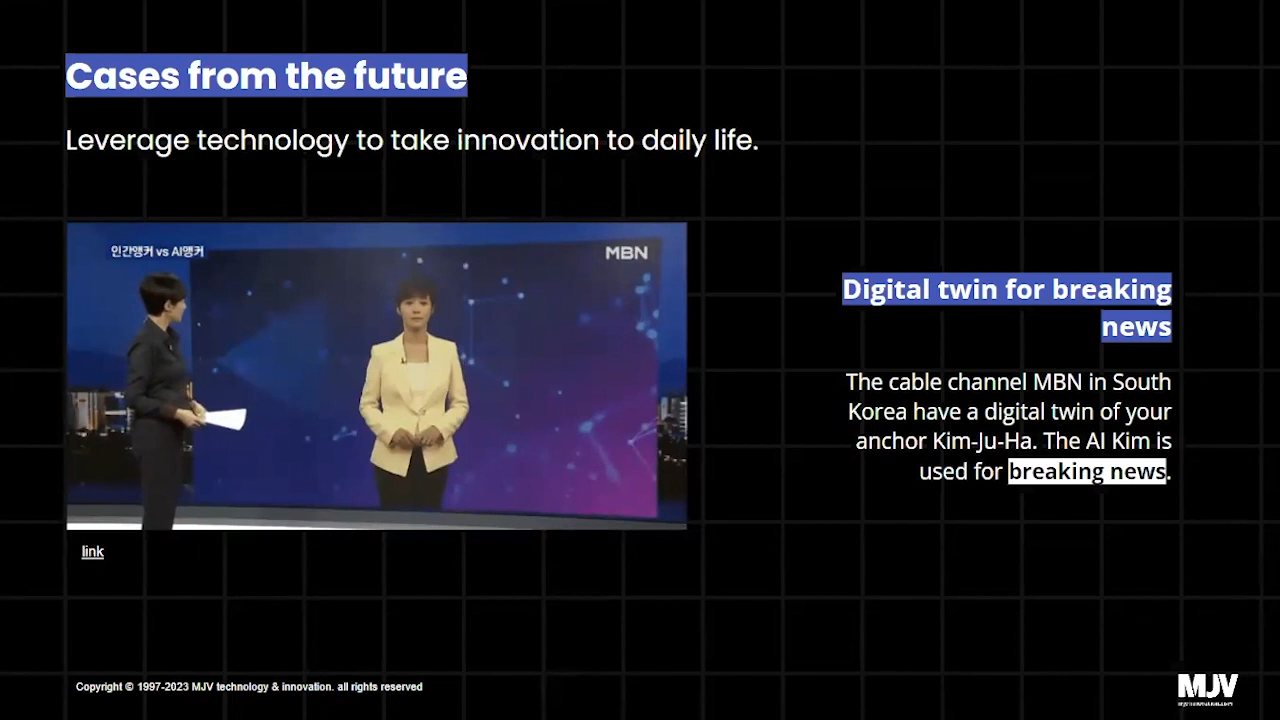 Cases from the future
Leverage technology to take innovation to daily life.
인간앵커 vs AI앵커
MBN
Digital twin for breaking
news
The cable channel MBN in South
Korea have a digital twin of your
anchor Kim-Ju-Ha. The AI Kim is
used for breaking news.
link
Copyright © 1997-2023 MJV technology & innovation. all rights reserved
MJV